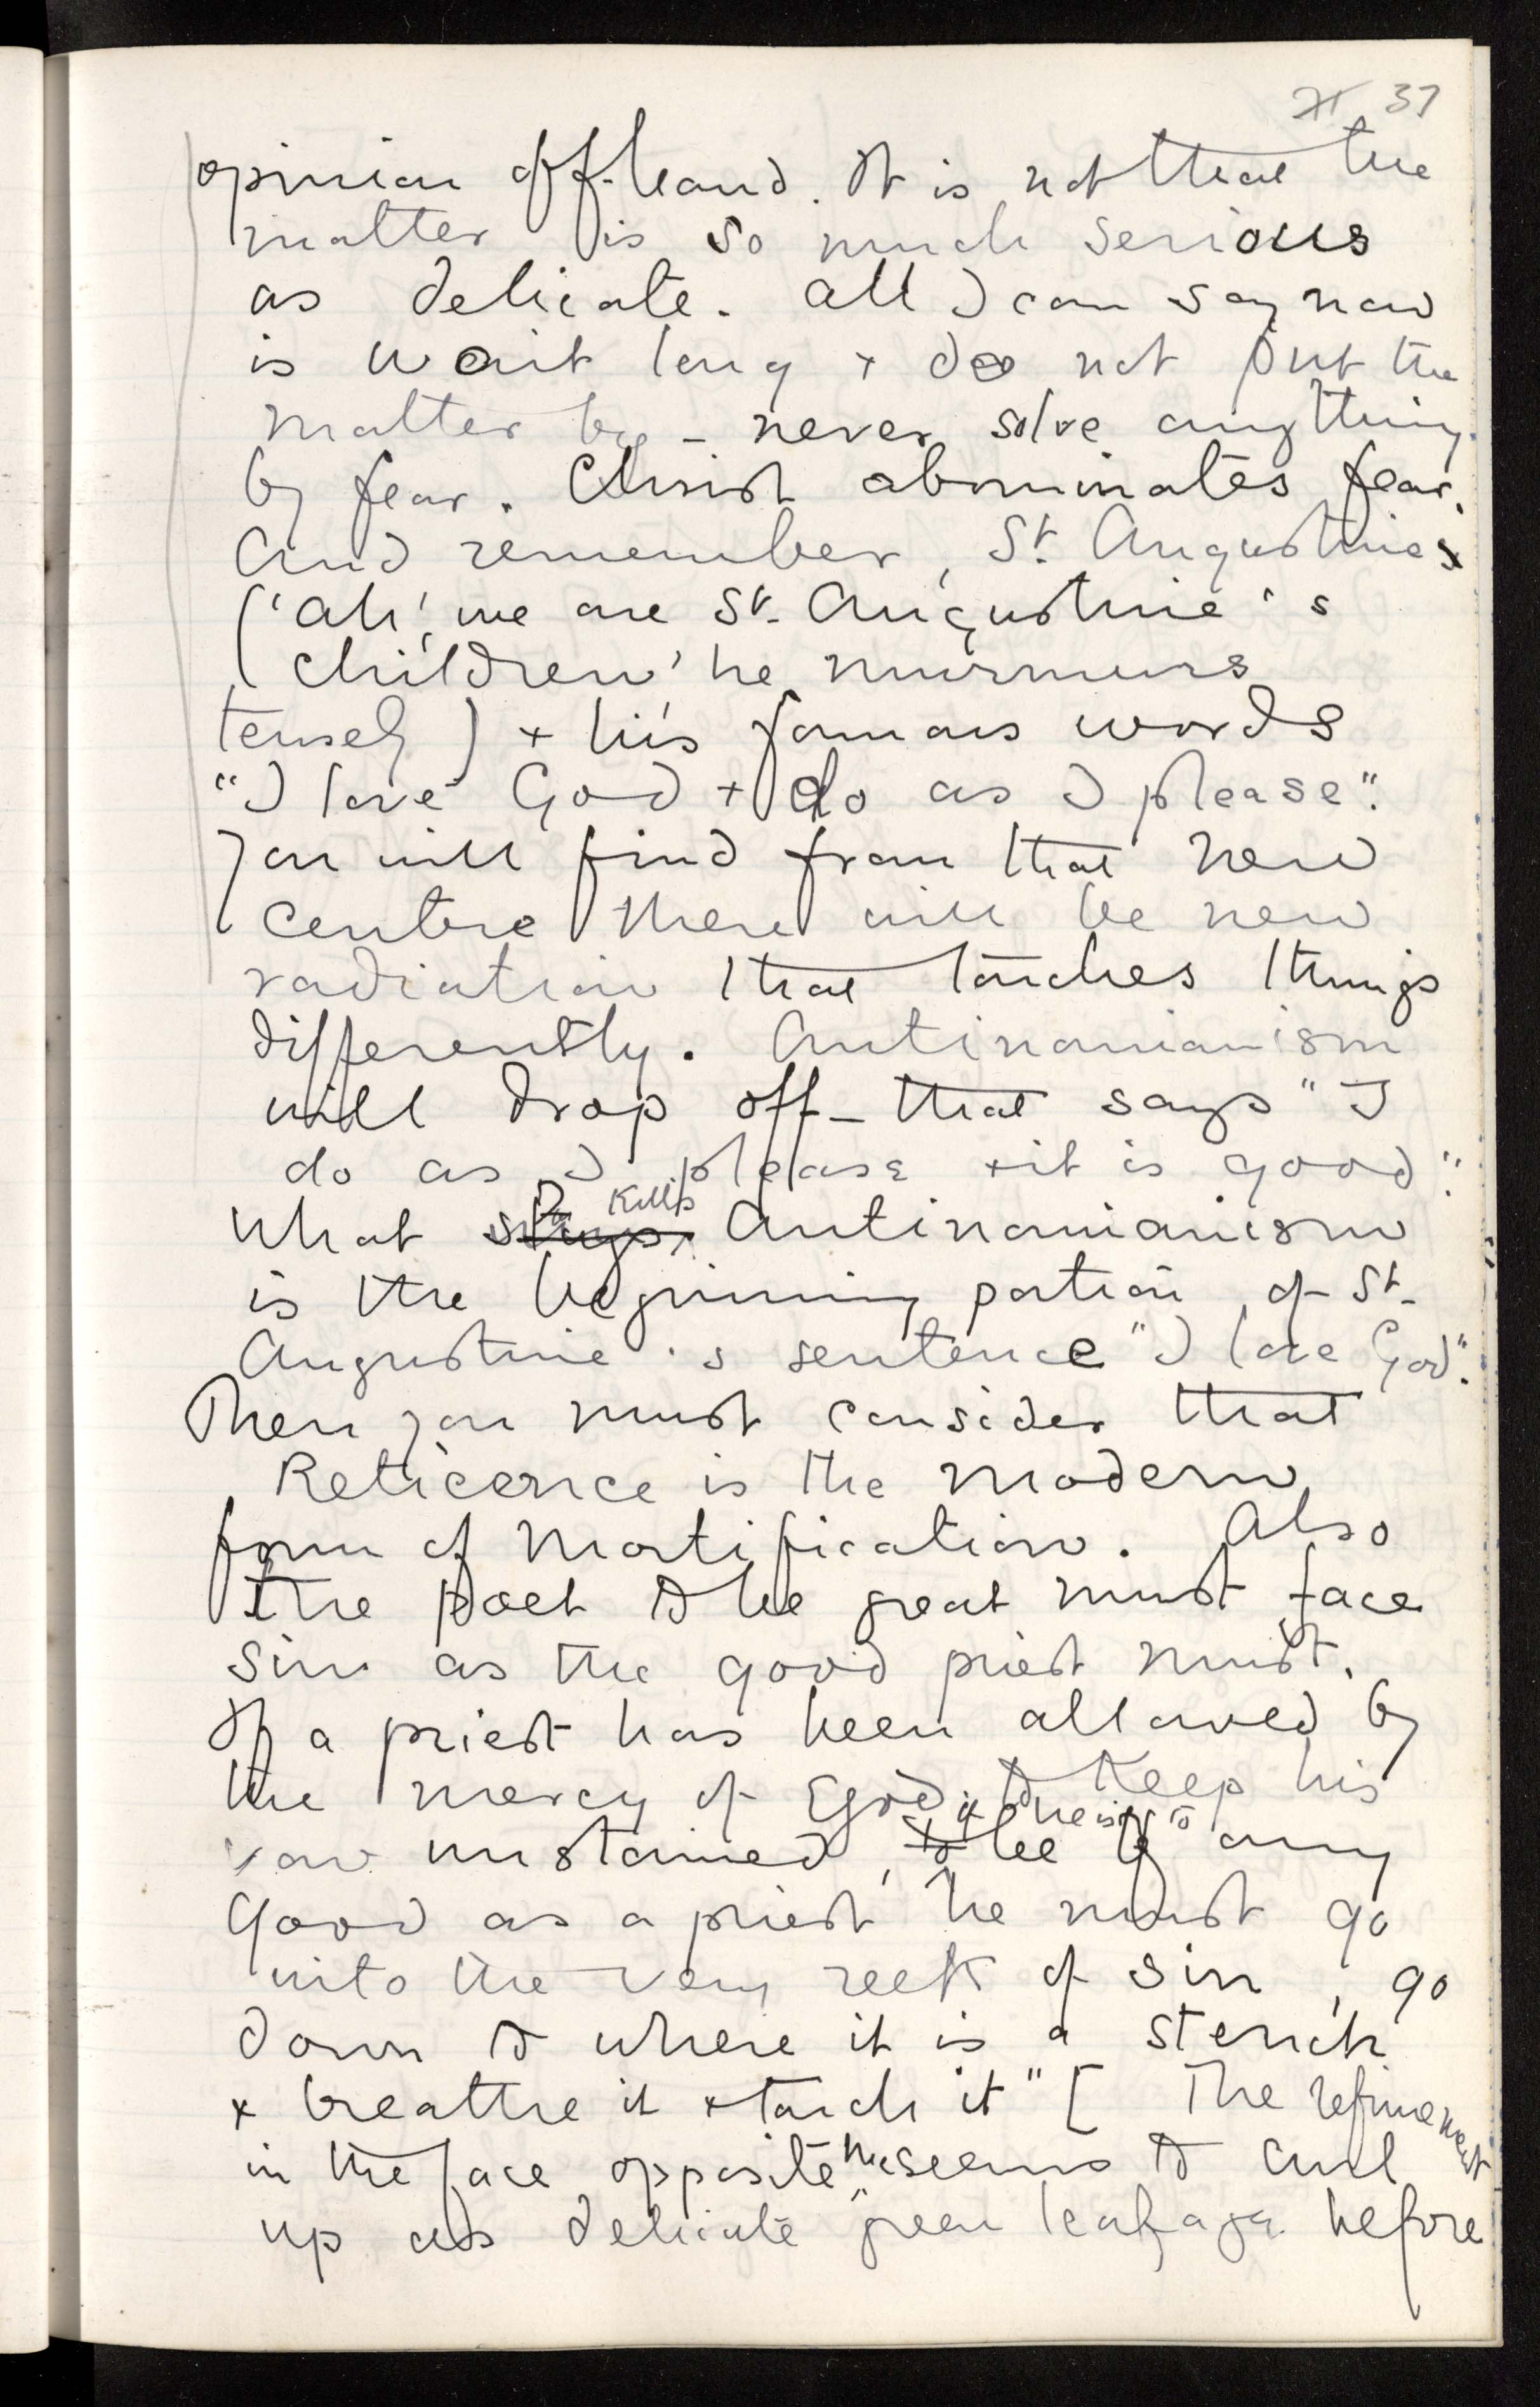 37
opinion off-hand. It is not that the
matter is so much serious
as delicate. All I can say now
is wait long + do not put the
matter by – never solve anything
by fear. Christ abominates fear.
And remember, St. Augustine
('Ah', we are St. Augustine's
children' he murmurs
tensely) + his famous words
"I love God + do as I please".
You will find from that new
centre there will be new
radiation that touches things
differently. Antinomianism
will drop off – that says "I
do as I please + it is good".
What kills Antinomianism
is the beginning portion, of St.
Augustine's sentence "I love God".
Then you must consider that
Reticence is the modern
form of Mortification. Also
the poet to be great must face
sin as the good priest must.
If a priest has been allowed by
the mercy of God, to keep his
vow unstained, if he is to be any
good as a priest he must go
into the very reek of sin, go
down to where it is a stench
+ breathe it + touch it" [The refinement
in the face opposite me seems to curl
up as delicate green leafage before